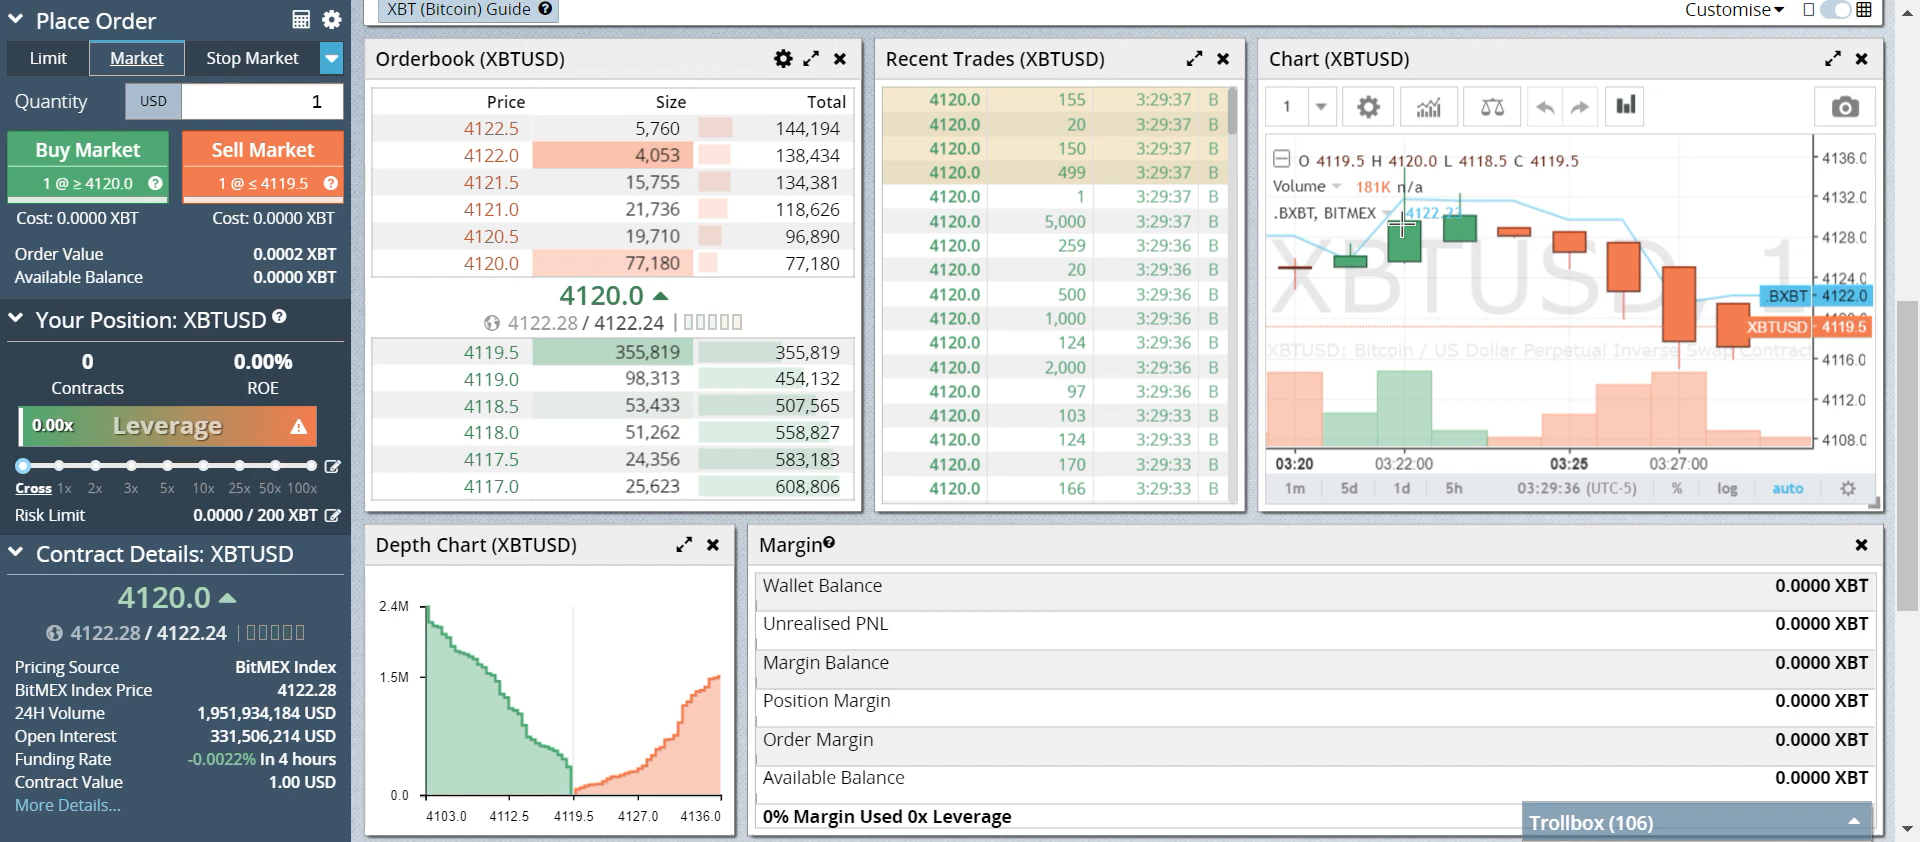 Place Order
Limit Market Stop Market
Quantity USD 1
Buy Market
1 @ ≥ 4120.0
Sell Market
1 @ ≤ 4119.5
Cost: 0.0000 XBT Cost: 0.0000 XBT
Order Value 0.0002 XBT
Available Balance 0.0000 XBT
Your Position: XBTUSD
0 0.00%
Contracts ROE
0.00x Leverage
Cross 1x 2x 3x 5x 10x 25x 50x 100x
Risk Limit 0.0000 / 200 XBT
Contract Details: XBTUSD
4120.0
4122.28 / 4122.24
Pricing Source BitMEX Index
BitMEX Index Price 4122.28
24H Volume 1,951,934,184 USD
Open Interest 331,506,214 USD
Funding Rate -0.0022% In 4 hours
Contract Value 1.00 USD
More Details...
XBT (Bitcoin) Guide
Customise
Orderbook (XBTUSD)
Price Size Total
4122.5 5,760 144,194
4122.0 4,053 138,434
4121.5 15,755 134,381
4121.0 21,736 118,626
4120.5 19,710 96,890
4120.0 77,180 77,180
4120.0
4122.28 / 4122.24
4119.5 355,819 355,819
4119.0 98,313 454,132
4118.5 53,433 507,565
4118.0 51,262 558,827
4117.5 24,356 583,183
4117.0 25,623 608,806
Recent Trades (XBTUSD)
4120.0 155 3:29:37 B
4120.0 20 3:29:37 B
4120.0 150 3:29:37 B
4120.0 499 3:29:37 B
4120.0 1 3:29:37 B
4120.0 5,000 3:29:37 B
4120.0 259 3:29:36 B
4120.0 20 3:29:36 B
4120.0 500 3:29:36 B
4120.0 1,000 3:29:36 B
4120.0 124 3:29:36 B
4120.0 2,000 3:29:36 B
4120.0 97 3:29:36 B
4120.0 103 3:29:33 B
4120.0 124 3:29:33 B
4120.0 170 3:29:33 B
4120.0 166 3:29:33 B
Chart (XBTUSD)
1
O 4119.5 H 4120.0 L 4118.5 C 4119.5
Volume 181K n/a
.BXBT, BITMEX 4122.23
XBTUSD, 1
XBTUSD: Bitcoin / US Dollar Perpetual Inverse Swap Contract
4136.0
4132.0
4128.0
4124.0
.BXBT 4122.0
XBTUSD 4119.5
4116.0
4112.0
4108.0
03:20 03:22:00 03:25 03:27:00
1m 5d 1d 5h 03:29:36 (UTC-5) % log auto
Depth Chart (XBTUSD)
2.4M
1.5M
0.0
4103.0 4112.5 4119.5 4127.0 4136.0
Margin
Wallet Balance 0.0000 XBT
Unrealised PNL 0.0000 XBT
Margin Balance 0.0000 XBT
Position Margin 0.0000 XBT
Order Margin 0.0000 XBT
Available Balance 0.0000 XBT
0% Margin Used 0x Leverage
Trollbox (106)